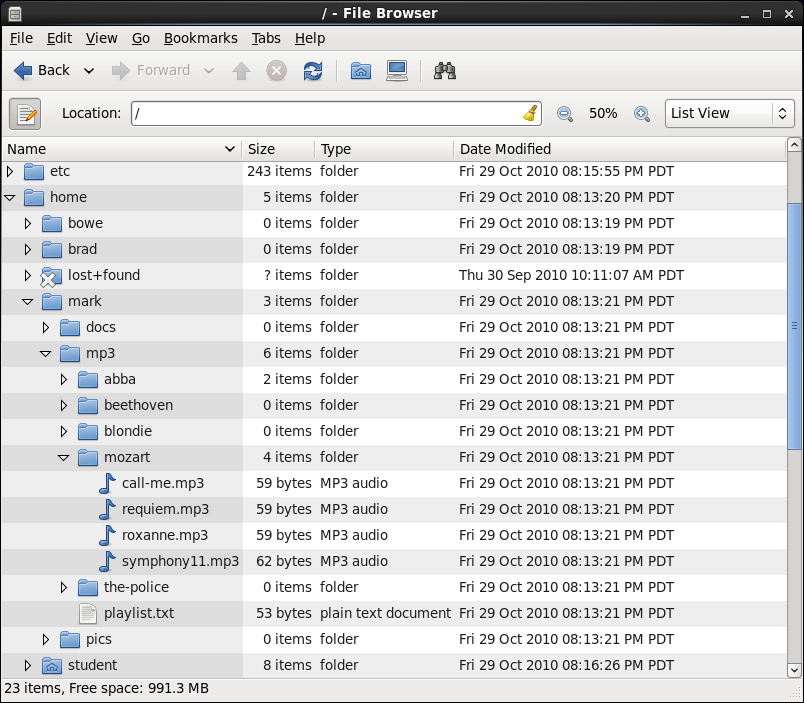 / - File Browser
File Edit View Go Bookmarks Tabs Help
Back Forward
Location: / 50% List View
Name Size Type Date Modified
etc 243 items folder Fri 29 Oct 2010 08:15:55 PM PDT
home 5 items folder Fri 29 Oct 2010 08:13:20 PM PDT
bowe 0 items folder Fri 29 Oct 2010 08:13:19 PM PDT
brad 0 items folder Fri 29 Oct 2010 08:13:19 PM PDT
lost+found ? items folder Thu 30 Sep 2010 10:11:07 AM PDT
mark 3 items folder Fri 29 Oct 2010 08:13:21 PM PDT
docs 0 items folder Fri 29 Oct 2010 08:13:21 PM PDT
mp3 6 items folder Fri 29 Oct 2010 08:13:21 PM PDT
abba 2 items folder Fri 29 Oct 2010 08:13:21 PM PDT
beethoven 0 items folder Fri 29 Oct 2010 08:13:21 PM PDT
blondie 0 items folder Fri 29 Oct 2010 08:13:21 PM PDT
mozart 4 items folder Fri 29 Oct 2010 08:13:21 PM PDT
call-me.mp3 59 bytes MP3 audio Fri 29 Oct 2010 08:13:21 PM PDT
requiem.mp3 59 bytes MP3 audio Fri 29 Oct 2010 08:13:21 PM PDT
roxanne.mp3 59 bytes MP3 audio Fri 29 Oct 2010 08:13:21 PM PDT
symphony11.mp3 62 bytes MP3 audio Fri 29 Oct 2010 08:13:21 PM PDT
the-police 0 items folder Fri 29 Oct 2010 08:13:21 PM PDT
playlist.txt 53 bytes plain text document Fri 29 Oct 2010 08:13:21 PM PDT
pics 0 items folder Fri 29 Oct 2010 08:13:21 PM PDT
student 8 items folder Fri 29 Oct 2010 08:16:26 PM PDT
23 items, Free space: 991.3 MB